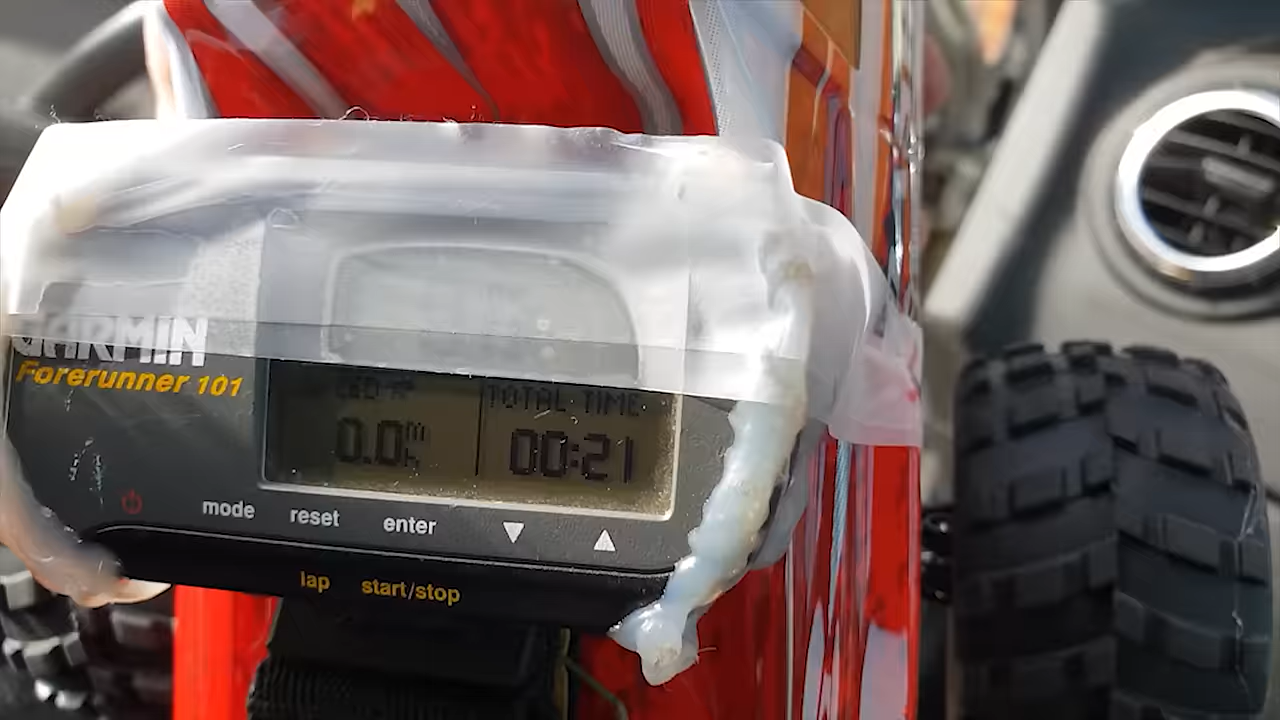 GARMIN
Forerunner 101
TOTAL TIME
0.0 m/h
00:21
mode reset enter
lap start/stop